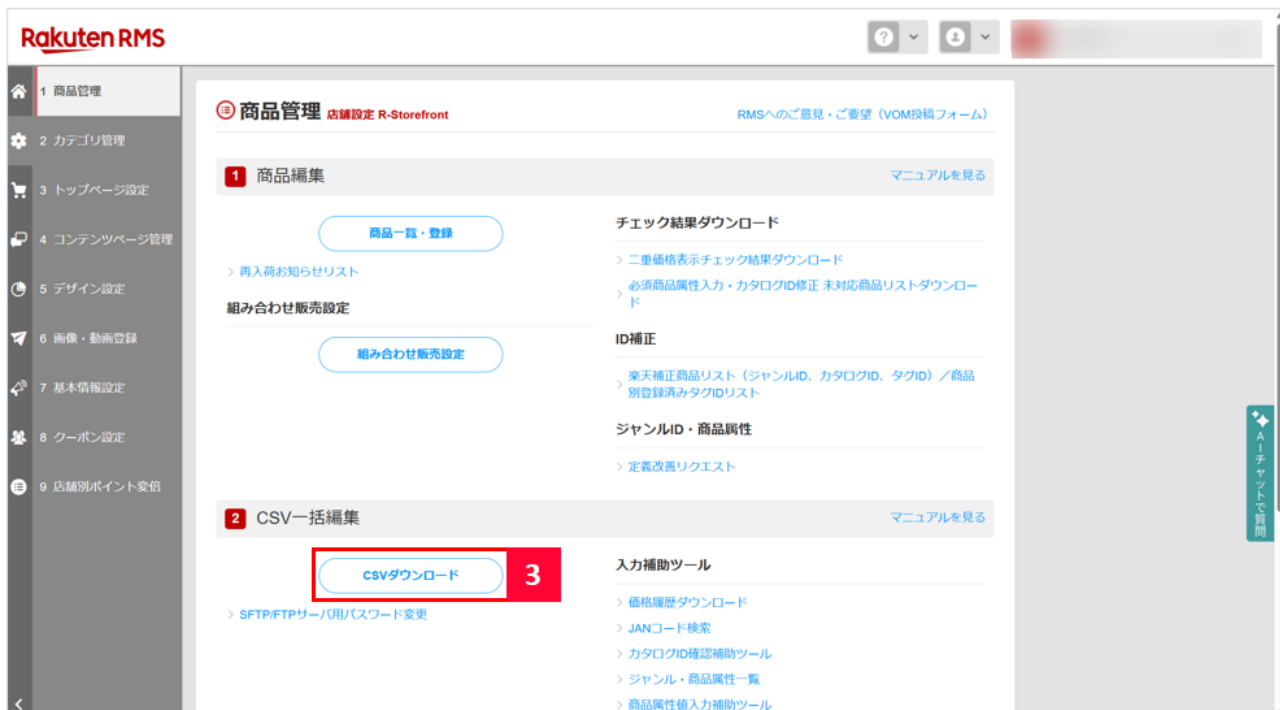 Rakuten RMS
1 商品管理
2 カテゴリ管理
3 トップページ設定
4 コンテンツページ管理
5 デザイン設定
6 画像・動画登録
7 基本情報設定
8 クーポン設定
9 店舗別ポイント変倍
商品管理 店舗設定 R-Storefront
RMSへのご意見・ご要望(VOM投稿フォーム)
1 商品編集
マニュアルを見る
商品一覧・登録
再入荷お知らせリスト
組み合わせ販売設定
組み合わせ販売設定
チェック結果ダウンロード
二重価格表示チェック結果ダウンロード
必須商品属性入力・カタログID修正 未対応商品リストダウンロー
ド
ID補正
楽天補正商品リスト(ジャンルID、カタログID、タグID)/商品
別登録済みタグIDリスト
ジャンルID・商品属性
定義改善リクエスト
2 CSV一括編集
マニュアルを見る
CSVダウンロード
3
SFTP/FTPサーバ用パスワード変更
入力補助ツール
価格履歴ダウンロード
JANコード検索
カタログID確認補助ツール
ジャンル・商品属性一覧
商品属性値入力補助ツール
AIチャットで質問